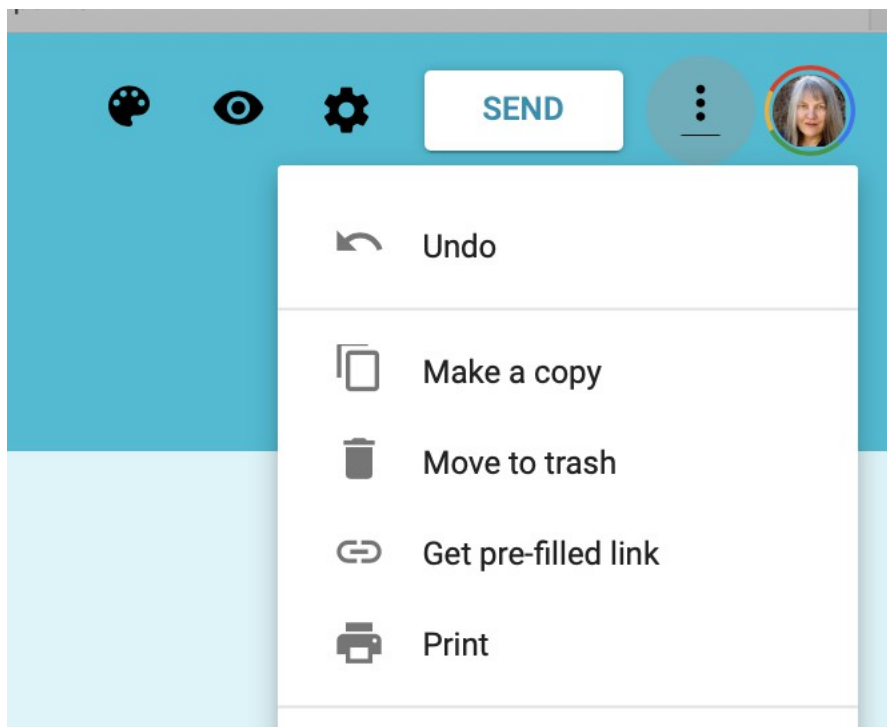 SEND
Undo
Make a copy
Move to trash
Get pre-filled link
Print